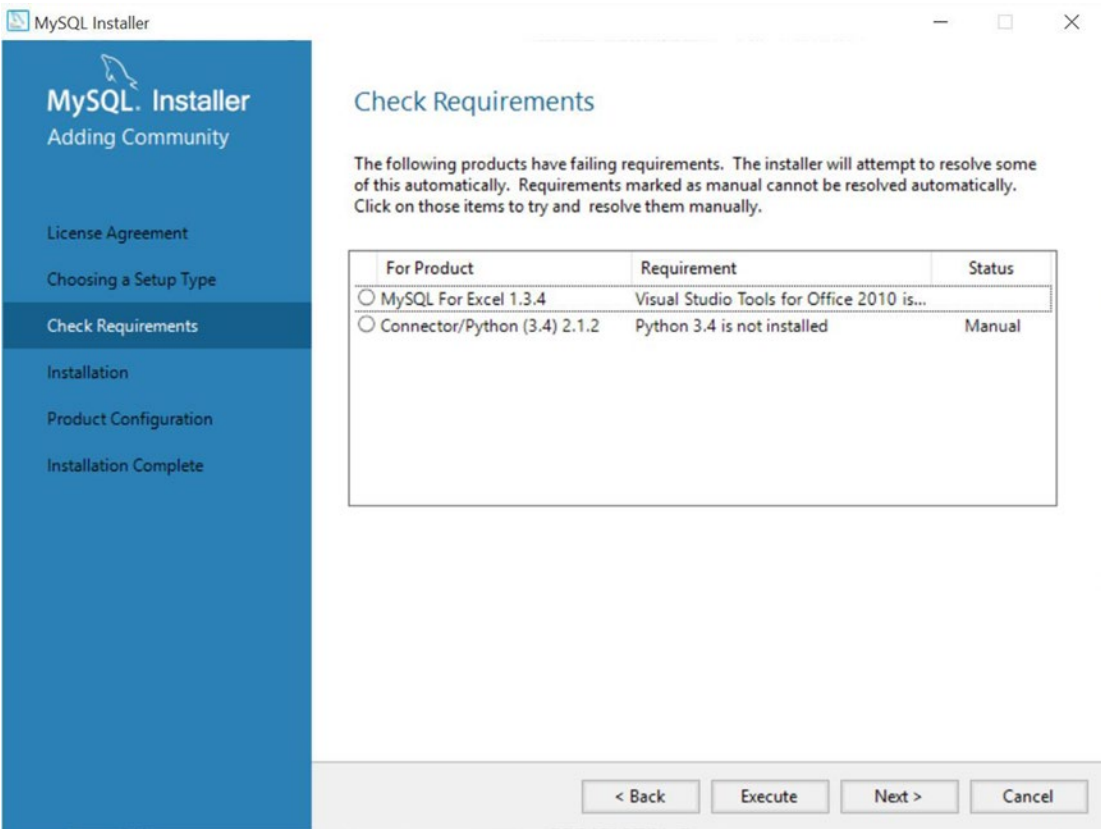 MySQL Installer
MySQL. Installer
Adding Community
License Agreement
Choosing a Setup Type
Check Requirements
Installation
Product Configuration
Installation Complete
Check Requirements
The following products have failing requirements. The installer will attempt to resolve some
of this automatically. Requirements marked as manual cannot be resolved automatically.
Click on those items to try and resolve them manually.
For Product Requirement Status
MySQL For Excel 1.3.4 Visual Studio Tools for Office 2010 is...
Connector/Python (3.4) 2.1.2 Python 3.4 is not installed Manual
< Back Execute Next > Cancel